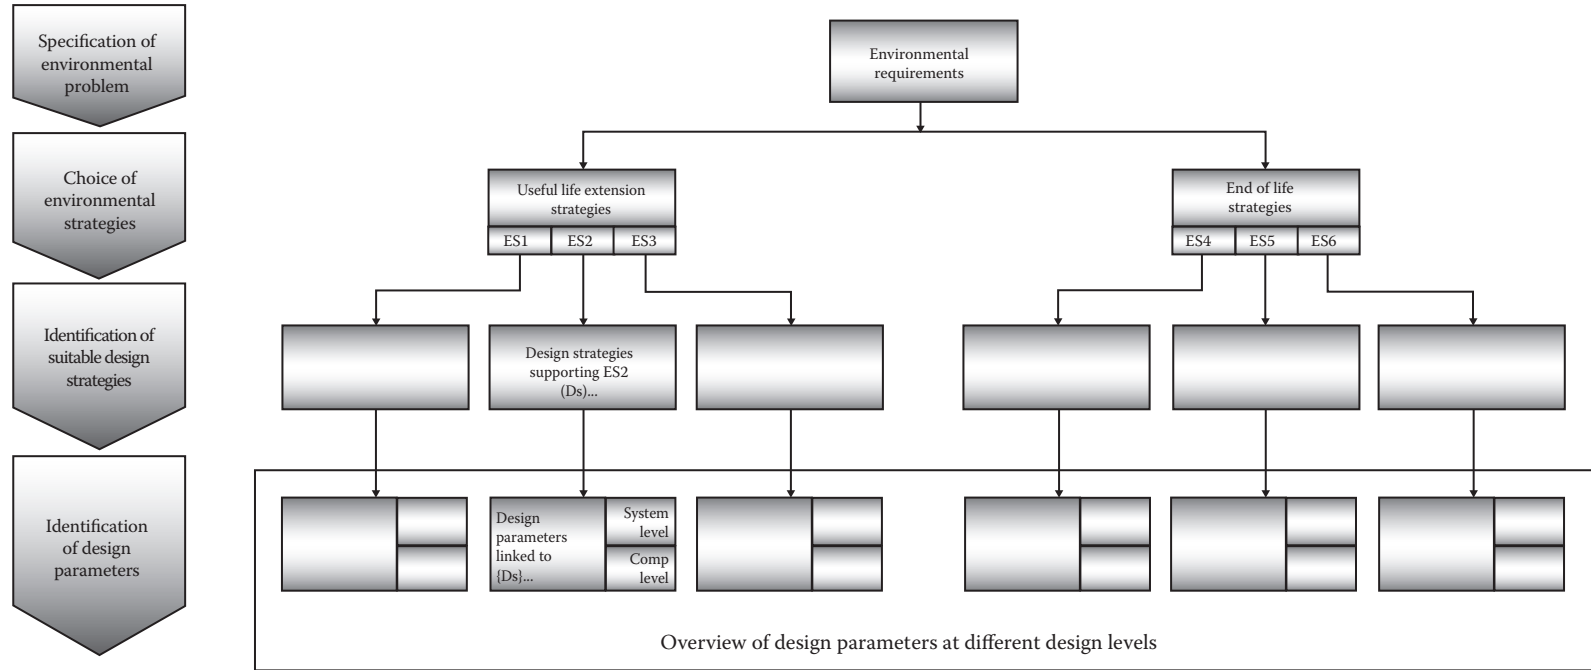 Specification of
environmental
problem
Environmental
requirements
Choice of
environmental
strategies
Useful life extension
strategies
ES1
ES2
ES3
End of life
strategies
ES4
ES5
ES6
Identification of
suitable design
strategies
Design strategies
supporting ES2
(Ds)...
Identification
of design
parameters
Design
parameters
linked to
{Ds}...
System
level
Comp
level
Overview of design parameters at different design levels